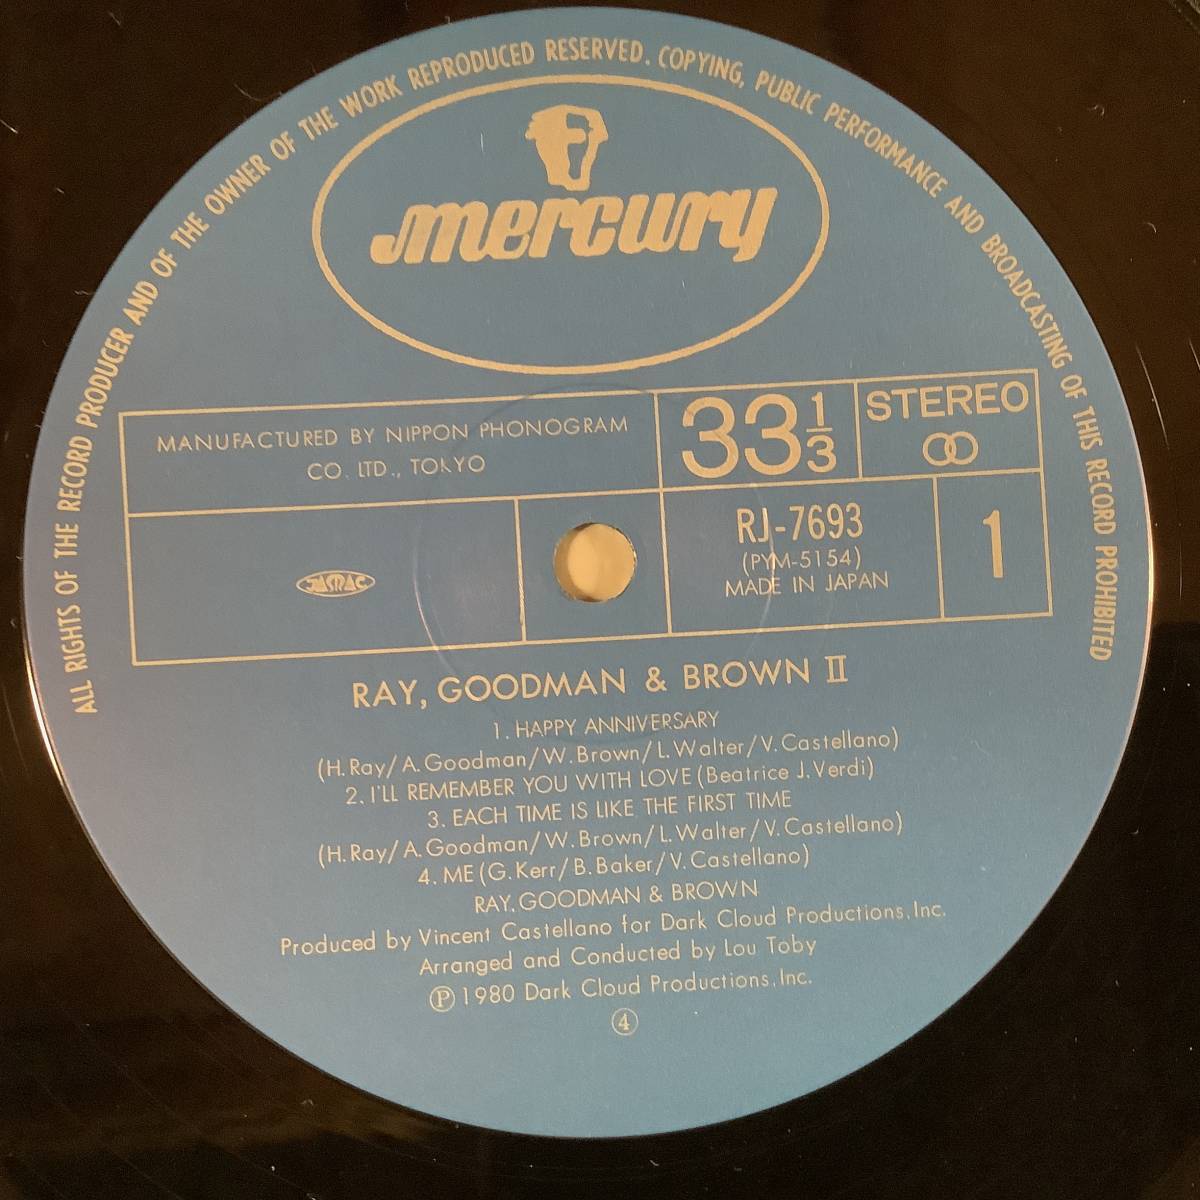 ALL RIGHTS OF THE RECORD PRODUCER AND OF THE OWNER OF THE WORK REPRODUCED RESERVED. COPYING, PUBLIC PERFORMANCE AND BROADCASTING OF THIS RECORD PROHIBITED
mercury
MANUFACTURED BY NIPPON PHONOGRAM
CO. LTD., TOKYO
33 1/3
STEREO
JASRAC
RJ-7693
(PYM-5154)
MADE IN JAPAN
1
RAY, GOODMAN & BROWN II
1. HAPPY ANNIVERSARY
(H. Ray/A. Goodman/W. Brown/L. Walter/V. Castellano)
2. I'LL REMEMBER YOU WITH LOVE (Beatrice J. Verdi)
3. EACH TIME IS LIKE THE FIRST TIME
(H. Ray/A. Goodman/W. Brown/L. Walter/V. Castellano)
4. ME (G. Kerr/B. Baker/V. Castellano)
RAY, GOODMAN & BROWN
Produced by Vincent Castellano for Dark Cloud Productions, Inc.
Arranged and Conducted by Lou Toby
Ⓟ 1980 Dark Cloud Productions, Inc.
④